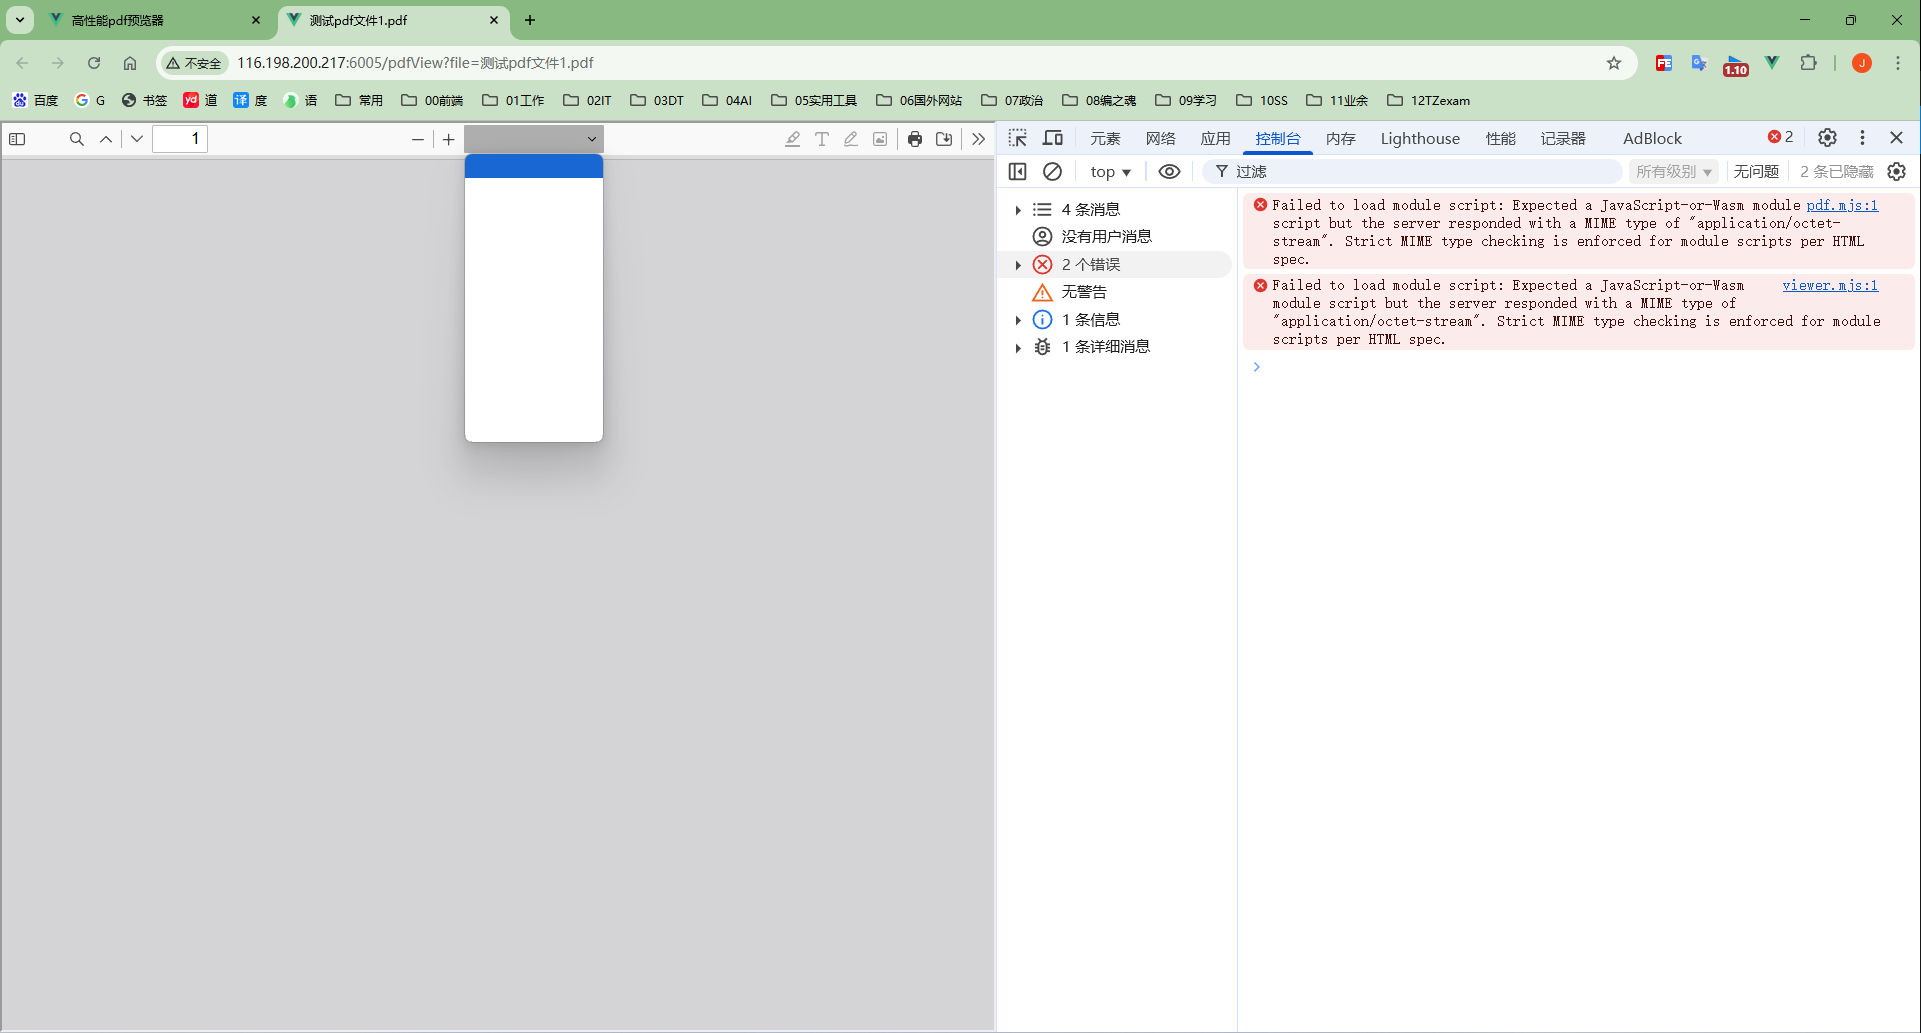 高性能pdf预览器
测试pdf文件1.pdf
不安全
116.198.200.217:6005/pdfView?file=测试pdf文件1.pdf
FE
1.10
J
百度
G
书签
yd 道
译 度
语
常用
00前端
01工作
02IT
03DT
04AI
05实用工具
06国外网站
07政治
08编之魂
09学习
10SS
11业余
12TZexam
1
元素
网络
应用
控制台
内存
Lighthouse
性能
记录器
AdBlock
2
top
过滤
所有级别
无问题
2 条已隐藏
4 条消息
没有用户消息
2 个错误
无警告
1 条信息
1 条详细消息
Failed to load module script: Expected a JavaScript-or-Wasm module pdf.mjs:1
script but the server responded with a MIME type of "application/octet-
stream". Strict MIME type checking is enforced for module scripts per HTML
spec.
Failed to load module script: Expected a JavaScript-or-Wasm viewer.mjs:1
module script but the server responded with a MIME type of
"application/octet-stream". Strict MIME type checking is enforced for module
scripts per HTML spec.